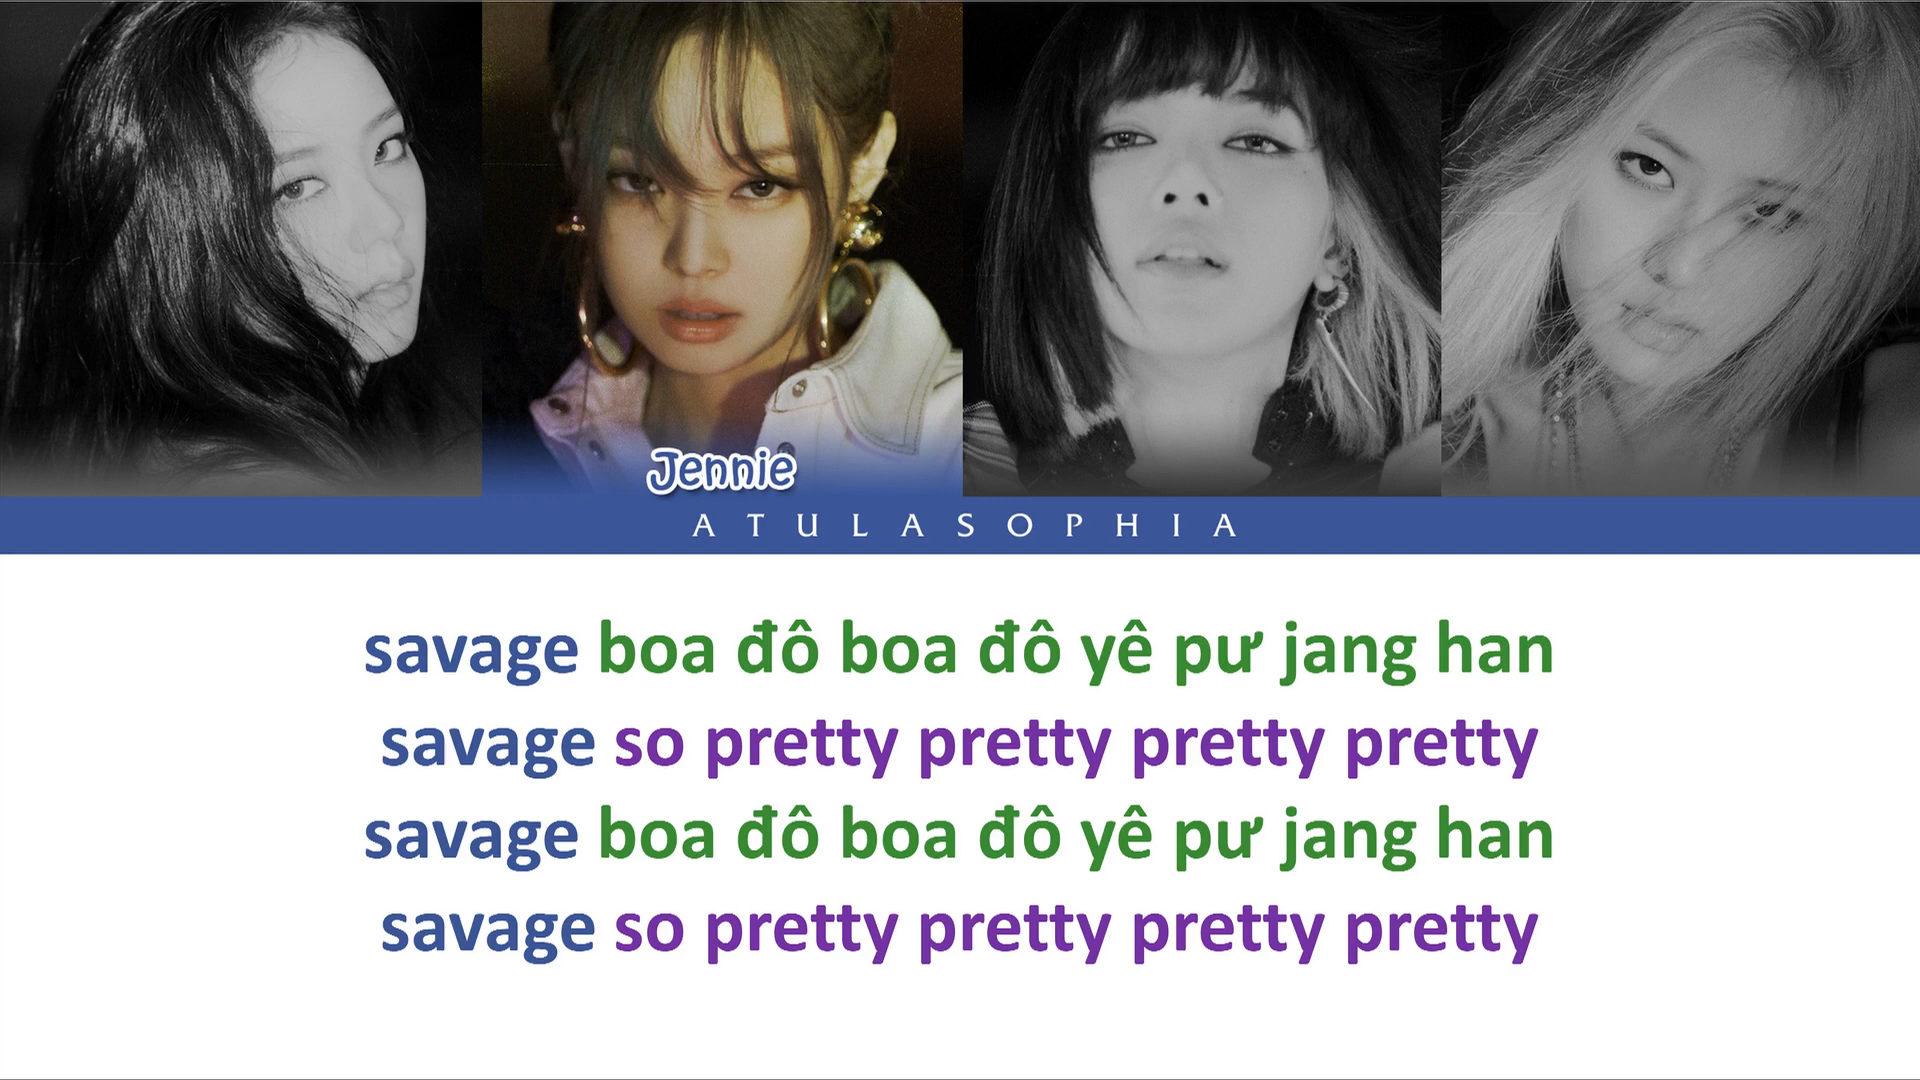 Jennie
ATULASOPHIA
savage boa đô boa đô yê pư jang han
savage so pretty pretty pretty pretty
savage boa đô boa đô yê pư jang han
savage so pretty pretty pretty pretty